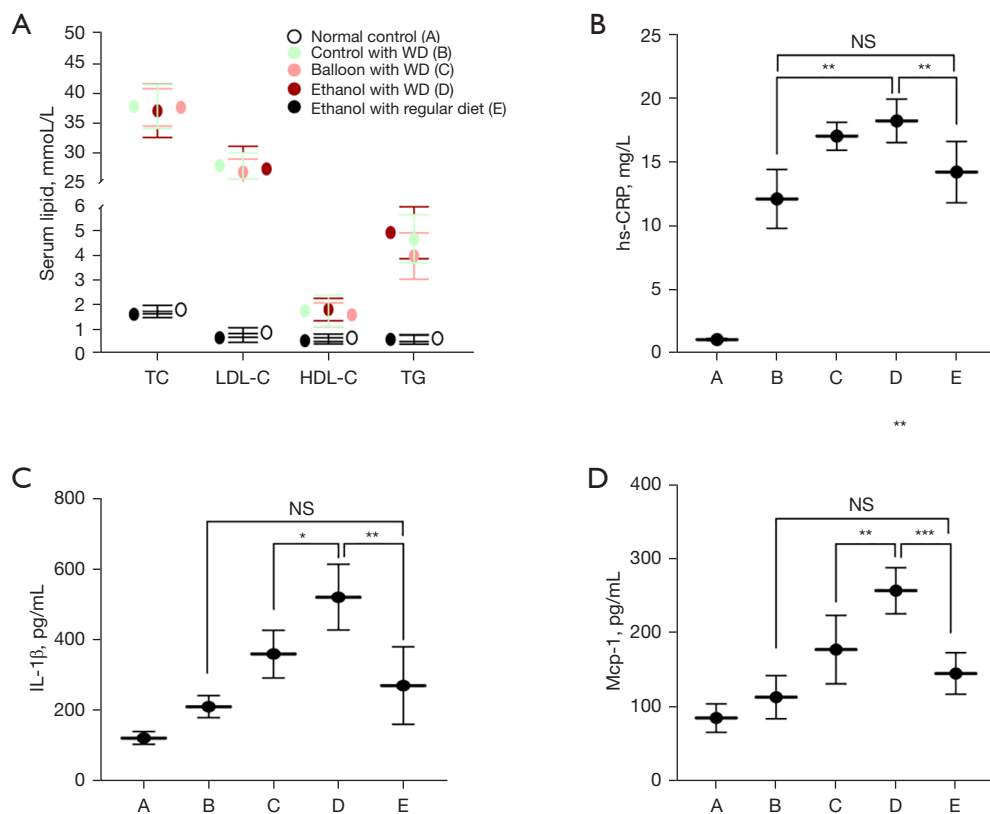 A
Normal control (A)
Control with WD (B)
Balloon with WD (C)
Ethanol with WD (D)
Ethanol with regular diet (E)
Serum lipid, mmoL/L
50
45
40
35
30
25
6
5
4
3
2
1
0
TC LDL-C HDL-C TG
B
hs-CRP, mg/L
25
20
15
10
5
0
NS
** **
A B C D E
**
C
IL-1β, pg/mL
800
600
400
200
0
NS
* **
A B C D E
D
Mcp-1, pg/mL
400
300
200
100
0
NS
** ***
A B C D E